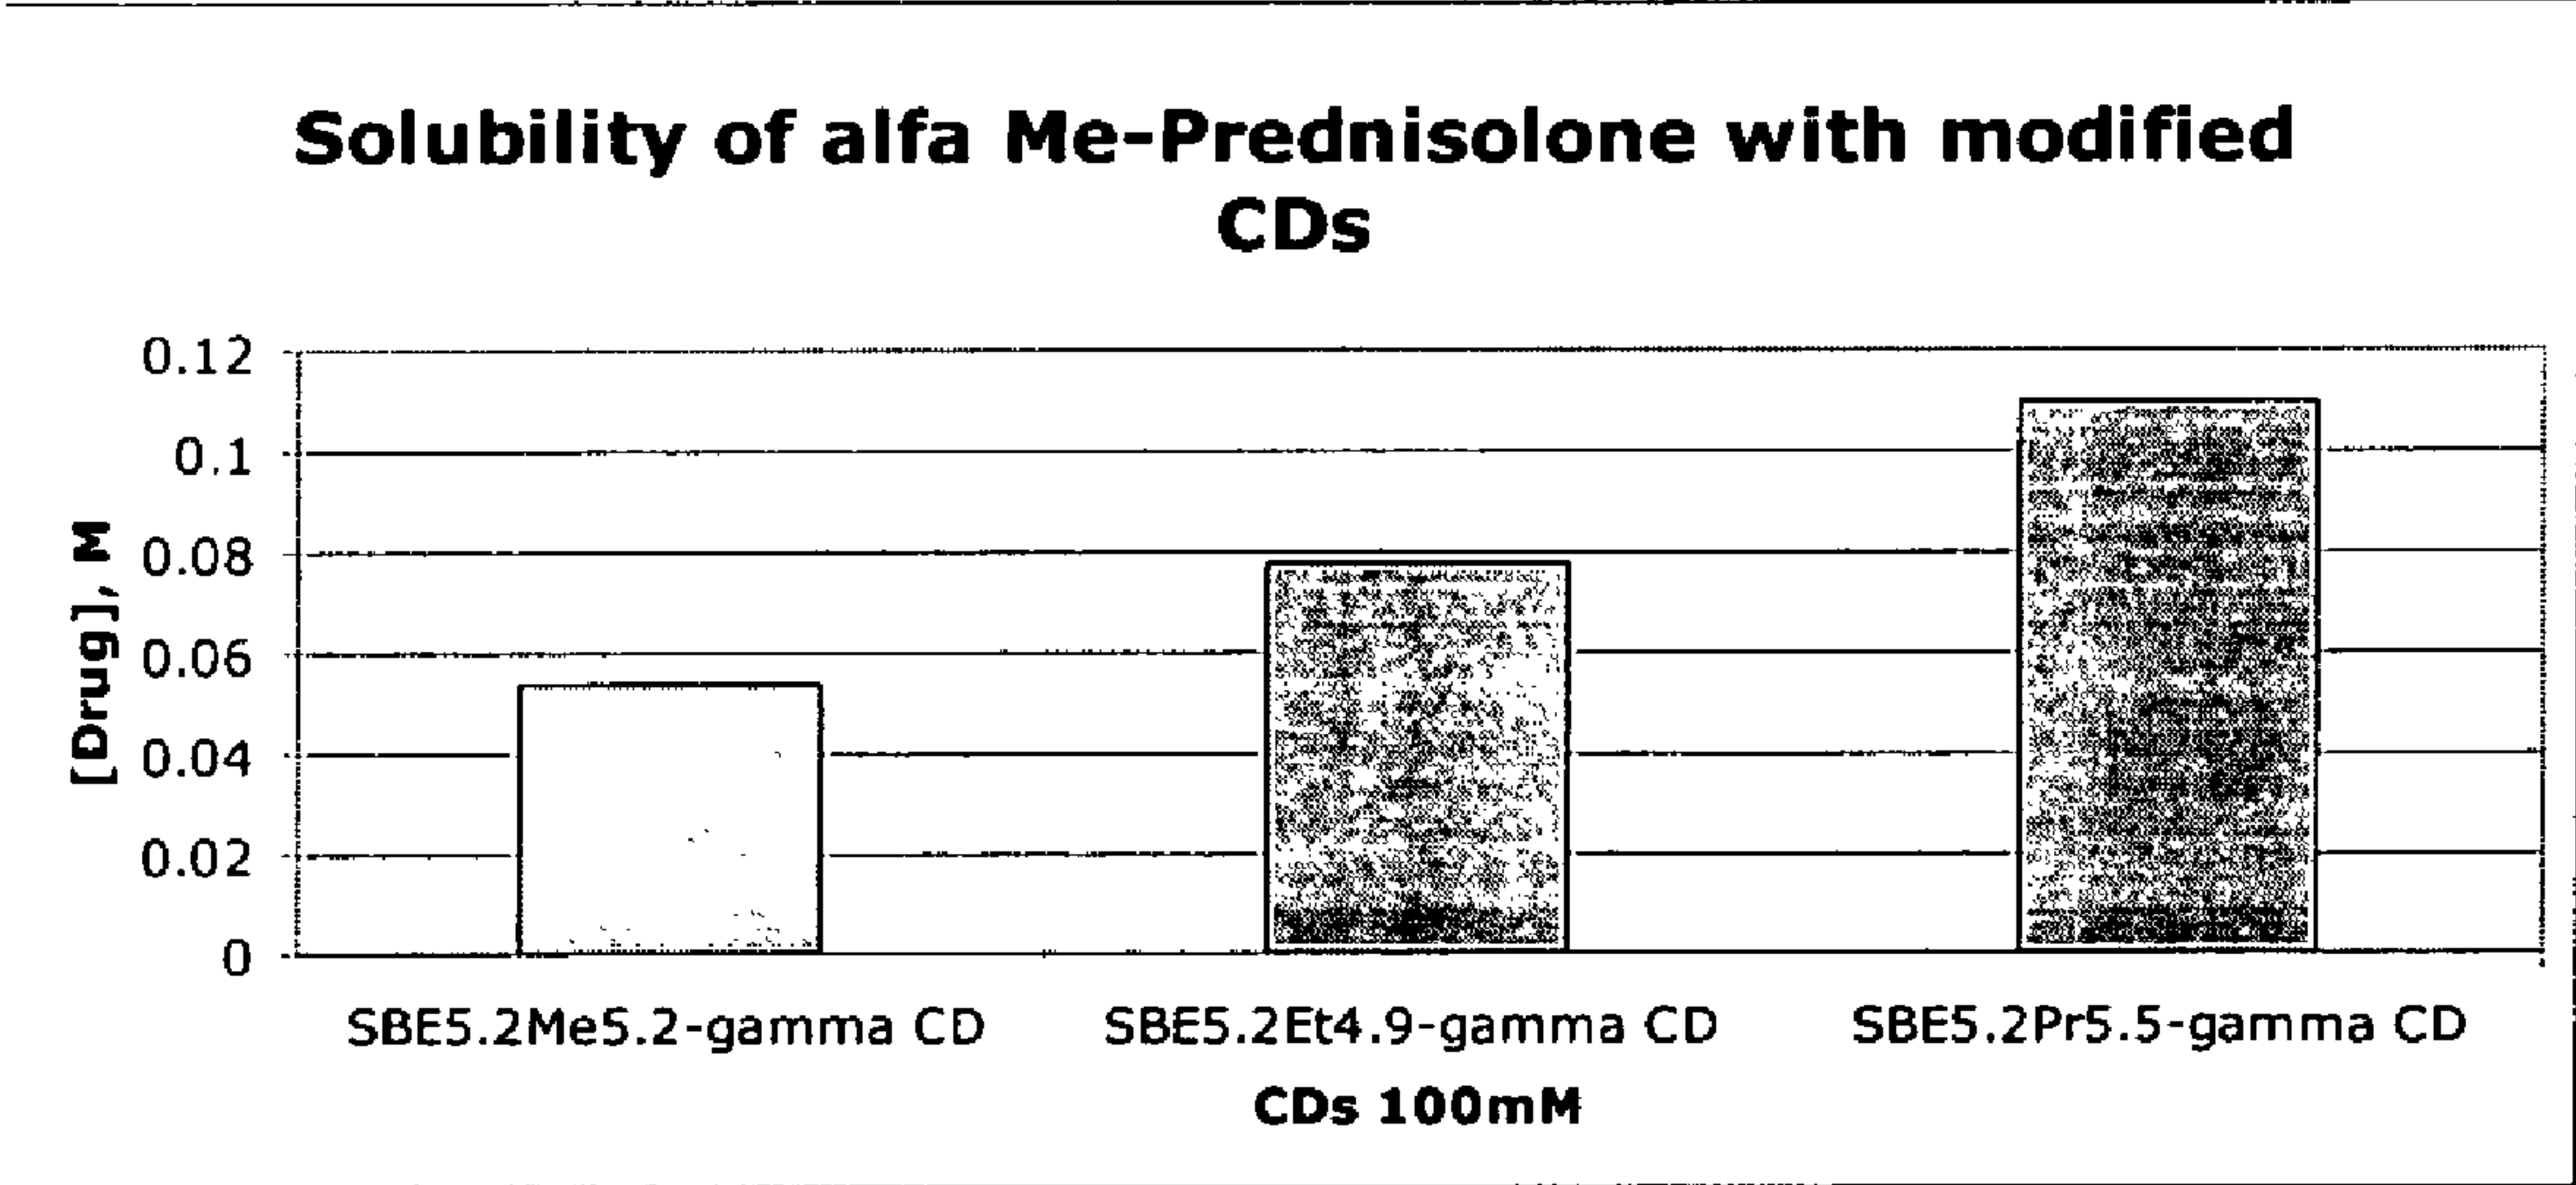 Solubility of alfa Me-Prednisolone with modified
CDs
[Drug], M
0.12
0.1
0.08
0.06
0.04
0.02
0
SBE5.2Me5.2-gamma CD
SBE5.2Et4.9-gamma CD
SBE5.2Pr5.5-gamma CD
CDs 100mM